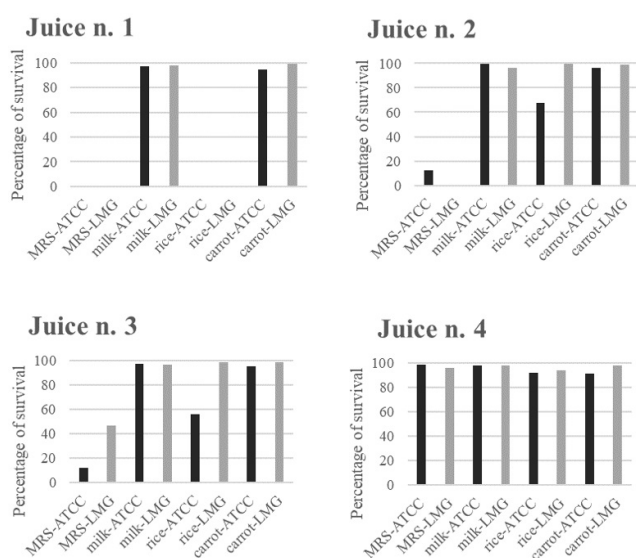 Juice n. 1
Percentage of survival
100
80
60
40
20
0
MRS-ATCC
MRS-LMG
milk-ATCC
milk-LMG
rice-ATCC
rice-LMG
carrot-ATCC
carrot-LMG
Juice n. 2
Percentage of survival
100
80
60
40
20
0
MRS-ATCC
MRS-LMG
milk-ATCC
milk-LMG
rice-ATCC
rice-LMG
carrot-ATCC
carrot-LMG
Juice n. 3
Percentage of survival
100
80
60
40
20
0
MRS-ATCC
MRS-LMG
milk-ATCC
milk-LMG
rice-ATCC
rice-LMG
carrot-ATCC
carrot-LMG
Juice n. 4
Percentage of survival
100
80
60
40
20
0
MRS-ATCC
MRS-LMG
milk-ATCC
milk-LMG
rice-ATCC
rice-LMG
carrot-ATCC
carrot-LMG